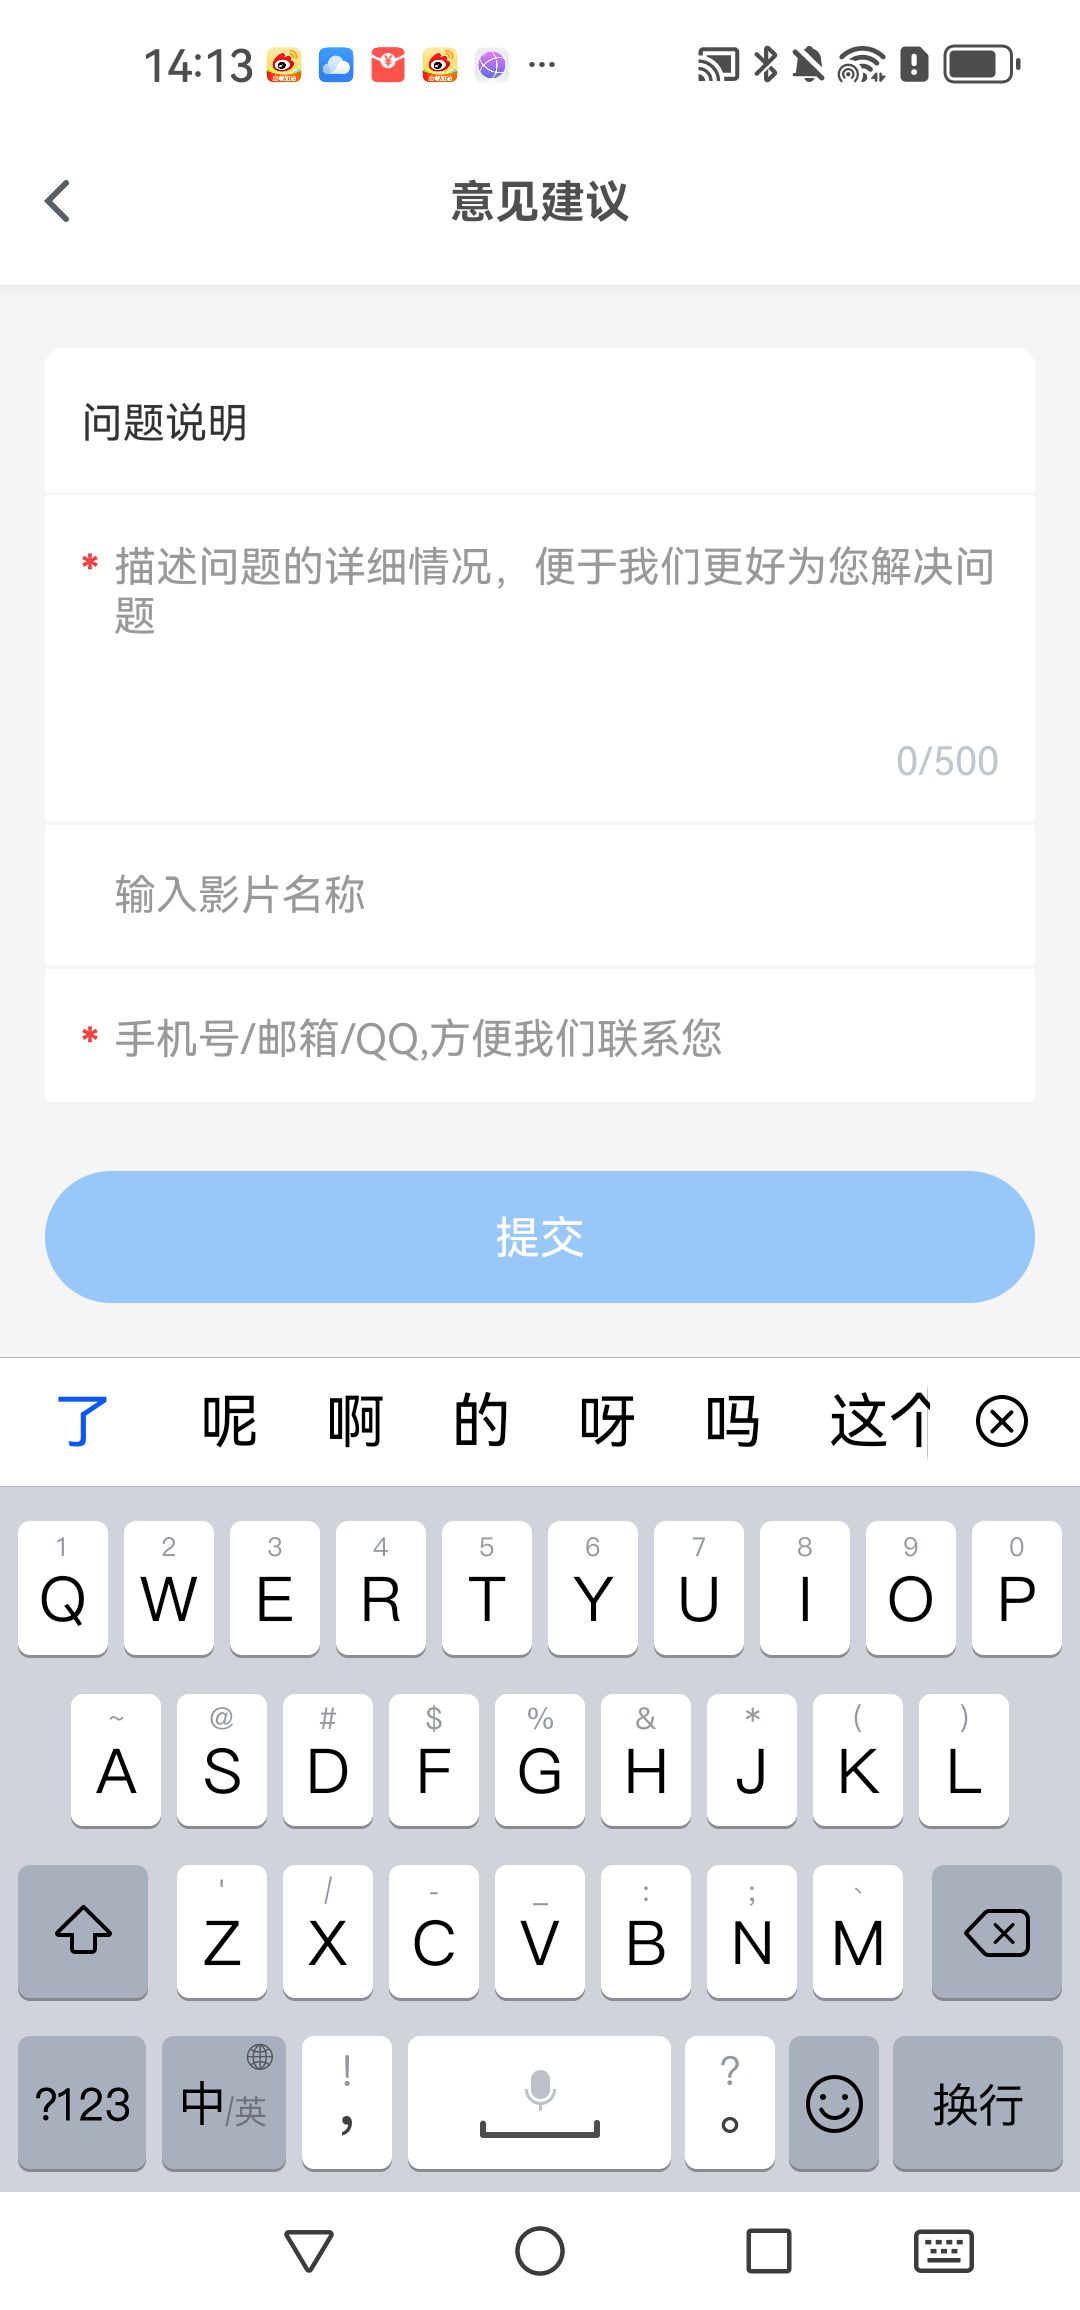 14:13
意见建议
问题说明
* 描述问题的详细情况，便于我们更好为您解决问
题
0/500
输入影片名称
* 手机号/邮箱/QQ,方便我们联系您
提交
了 呢 啊 的 呀 吗 这个
1 2 3 4 5 6 7 8 9 0
Q W E R T Y U I O P
~ @ # $ % & * ( )
A S D F G H J K L
' / - _ : ; 、
Z X C V B N M
! ?
?123 中/英 ， 。 换行